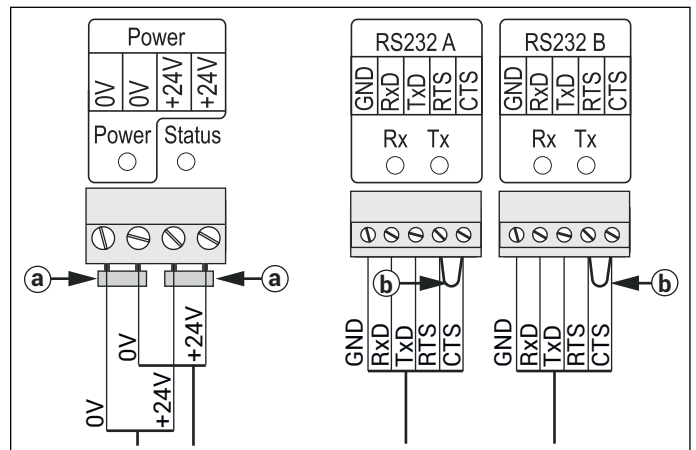 Power
0V 0V +24V +24V
Power Status
a a
0V +24V
0V +24V
RS232 A
GND RxD TxD RTS CTS
Rx Tx
b
GND RxD TxD RTS CTS
RS232 B
GND RxD TxD RTS CTS
Rx Tx
b
GND RxD TxD RTS CTS